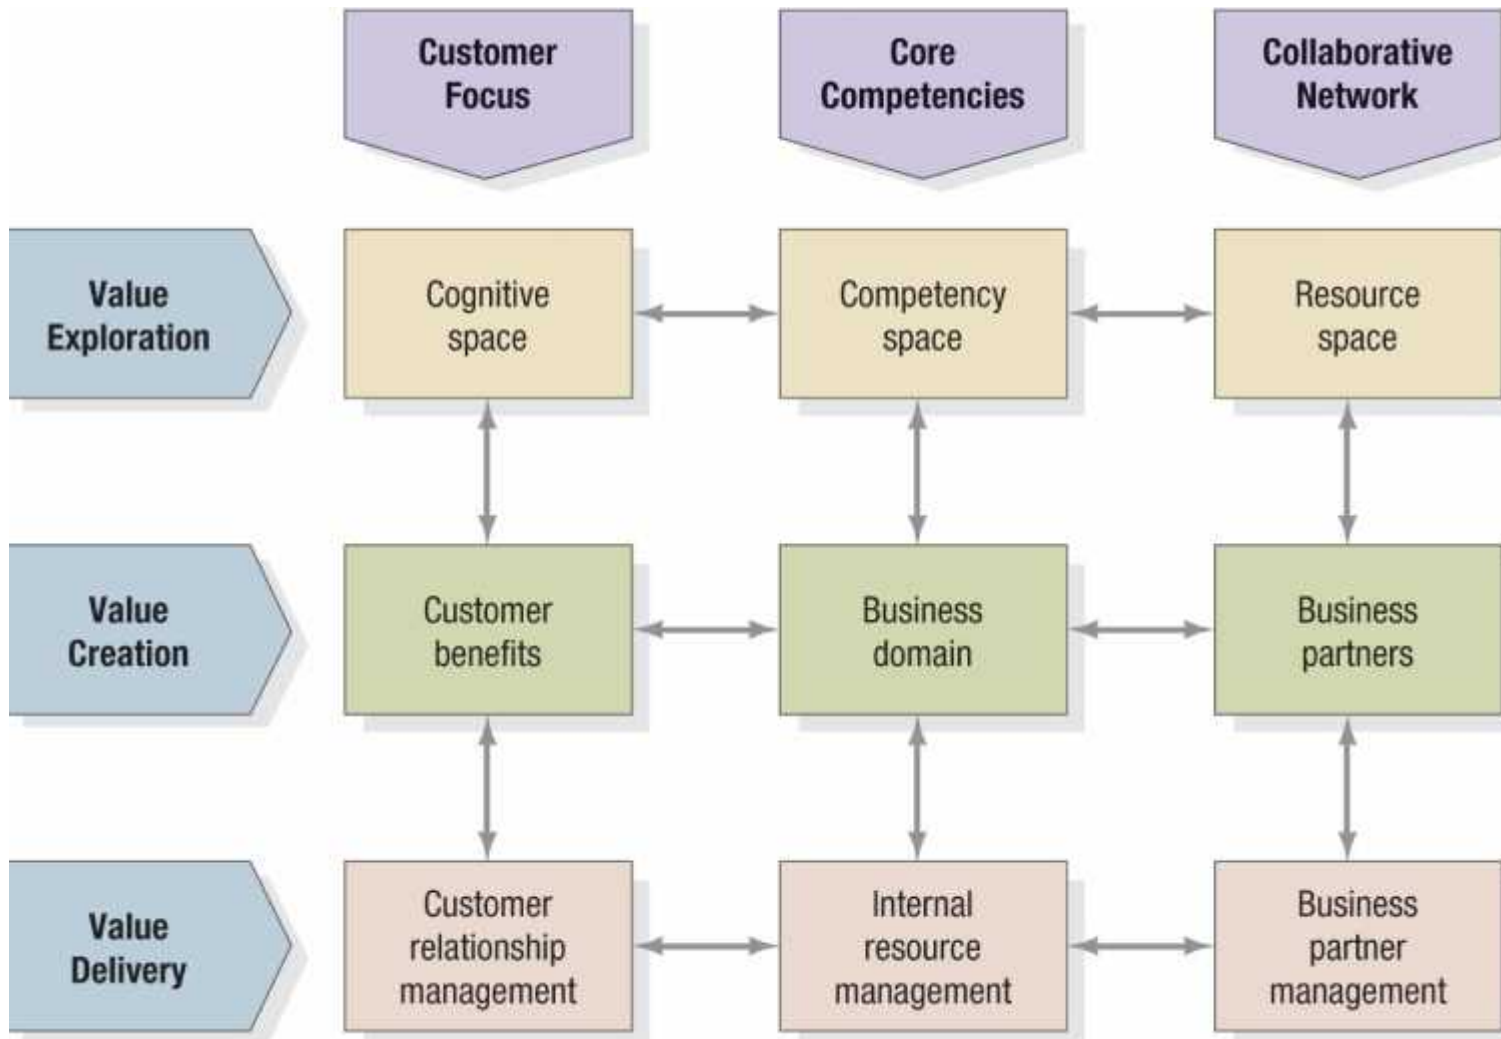 Customer
Focus
Core
Competencies
Collaborative
Network
Value
Exploration
Cognitive
space
Competency
space
Resource
space
Value
Creation
Customer
benefits
Business
domain
Business
partners
Value
Delivery
Customer
relationship
management
Internal
resource
management
Business
partner
management